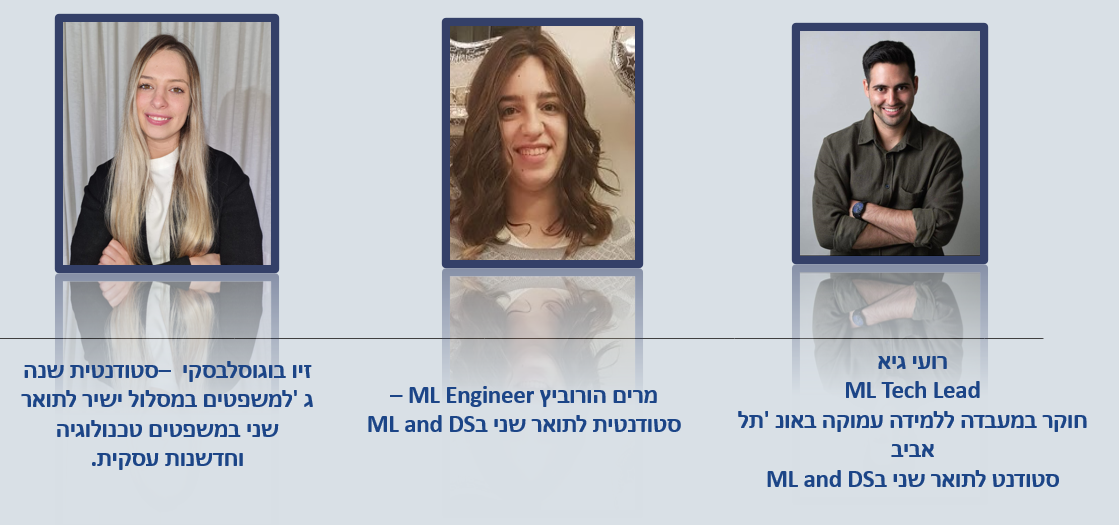 רועי גיא
ML Tech Lead
חוקר במעבדה ללמידה עמוקה באונ 'תל
אביב
סטודנט לתואר שני בML and DS
מרים הורוביץ ML Engineer –
סטודנטית לתואר שני בML and DS
זיו בוגוסלבסקי –סטודנטית שנה
ג 'למשפטים במסלול ישיר לתואר
שני במשפטים טכנולוגיה
וחדשנות עסקית.